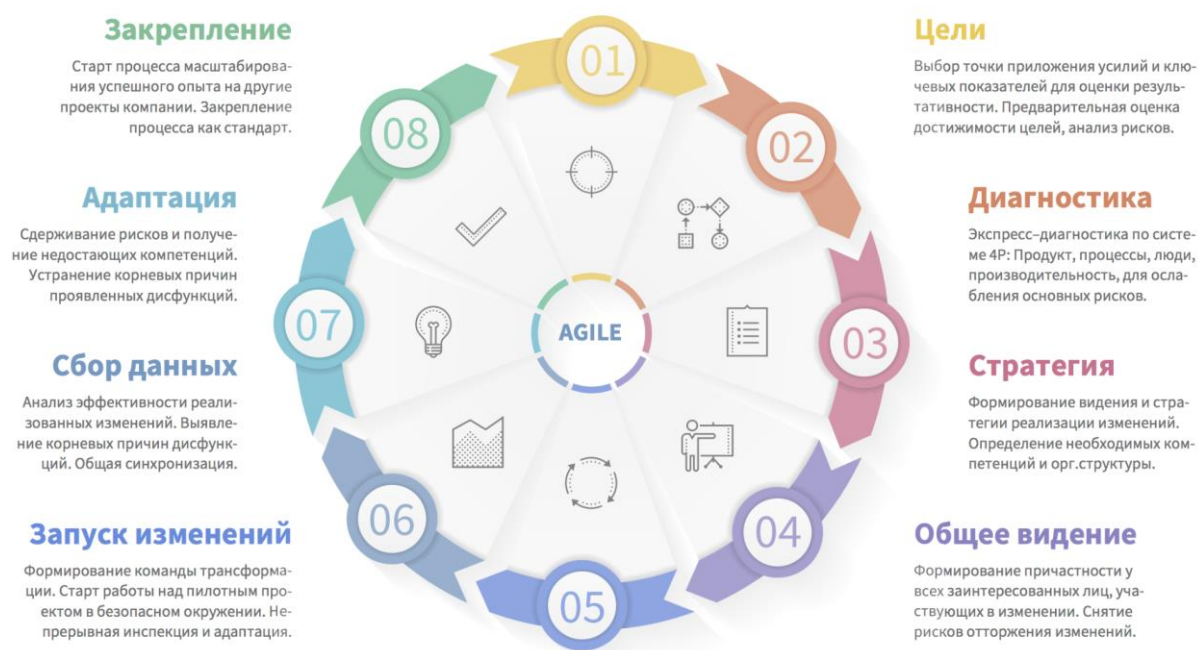 Закрепление
Старт процесса масштабирова-
ния успешного опыта на другие
проекты компании. Закрепление
процесса как стандарт.
Адаптация
Сдерживание рисков и получе-
ние недостающих компетенций.
Устранение корневых причин
проявленных дисфункций.
Сбор данных
Анализ эффективности реали-
зованных изменений. Выявле-
ние корневых причин дисфунк-
ций. Общая синхронизация.
Запуск изменений
Формирование команды трансформа-
ции. Старт работы над пилотным про-
ектом в безопасном окружении. Не-
прерывная инспекция и адаптация.
01
02
03
04
05
06
07
08
AGILE
Цели
Выбор точки приложения усилий и клю-
чевых показателей для оценки резуль-
тативности. Предварительная оценка
достижимости целей, анализ рисков.
Диагностика
Экспресс–диагностика по систе-
ме 4P: Продукт, процессы, люди,
производительность, для осла-
бления основных рисков.
Стратегия
Формирование видения и стра-
тегии реализации изменений.
Определение необходимых ком-
петенций и орг.структуры.
Общее видение
Формирование причастности у
всех заинтересованных лиц, уча-
ствующих в изменении. Снятие
рисков отторжения изменений.